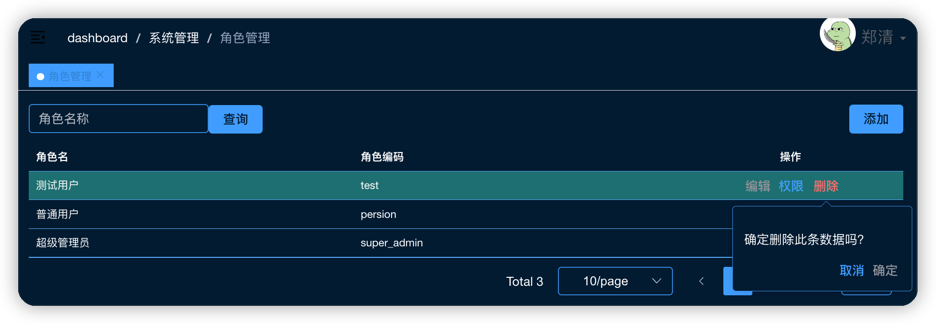 dashboard / 系统管理 / 角色管理
郑清
角色管理
角色名称 查询 添加
角色名 角色编码 操作
测试用户 test 编辑 权限 删除
普通用户 persion
超级管理员 super_admin
确定删除此条数据吗?
取消 确定
Total 3 10/page